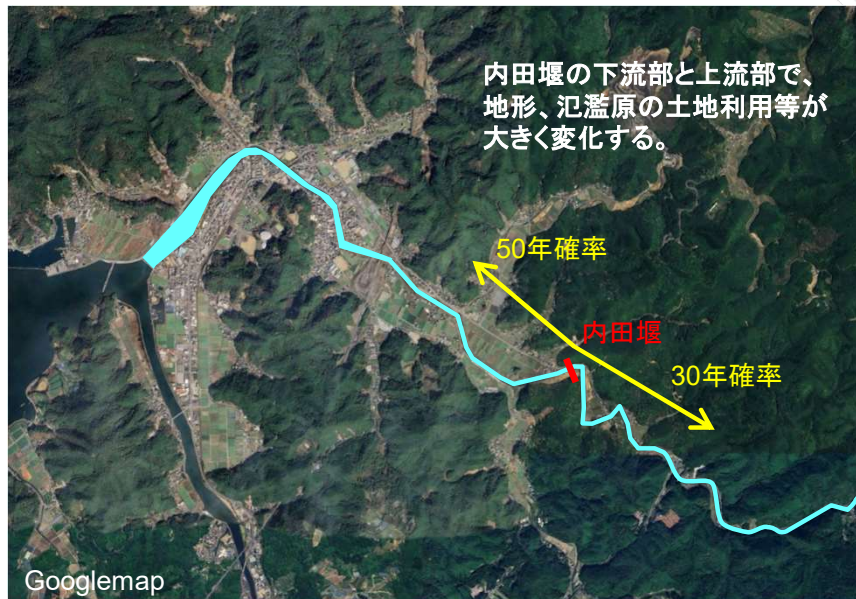 内田堰の下流部と上流部で、
地形、氾濫原の土地利用等が
大きく変化する。
50年確率
内田堰
30年確率
Googlemap